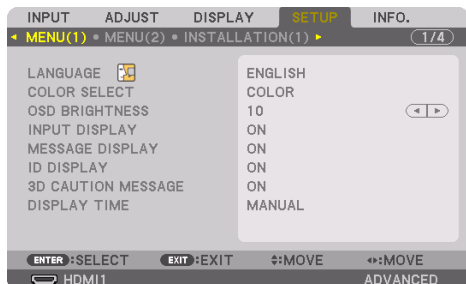 INPUT ADJUST DISPLAY SETUP INFO.
MENU(1) • MENU(2) • INSTALLATION(1) 1/4
LANGUAGE ENGLISH
COLOR SELECT COLOR
OSD BRIGHTNESS 10
INPUT DISPLAY ON
MESSAGE DISPLAY ON
ID DISPLAY ON
3D CAUTION MESSAGE ON
DISPLAY TIME MANUAL
ENTER :SELECT EXIT :EXIT :MOVE :MOVE
HDMI1 ADVANCED